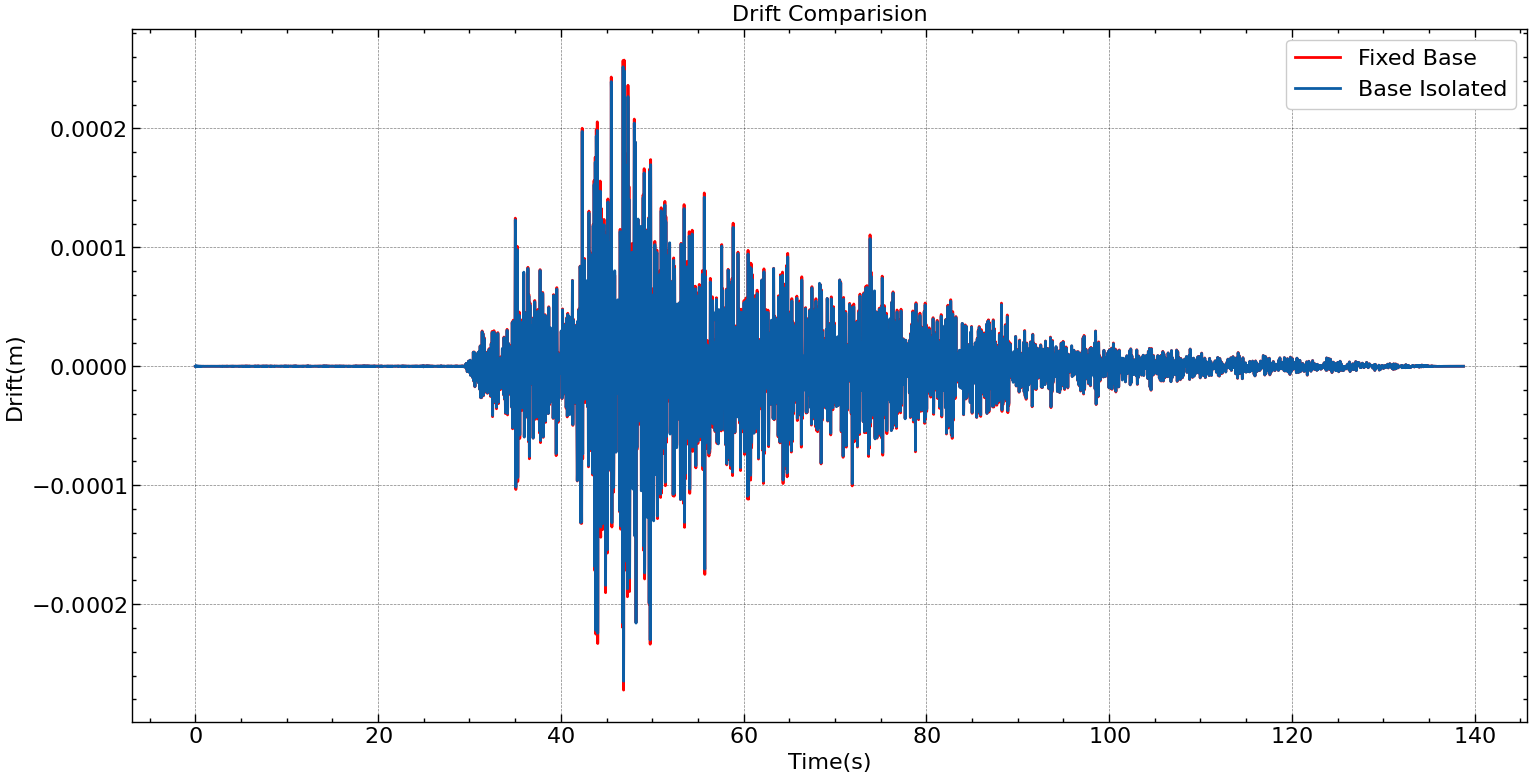 Drift Comparision
Fixed Base
Base Isolated
0.0002
0.0001
0.0000
−0.0001
−0.0002
Drift(m)
0 20 40 60 80 100 120 140
Time(s)